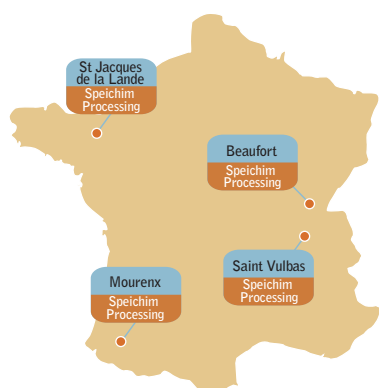 St Jacques
de la Lande
Speichim
Processing
Beaufort
Speichim
Processing
Saint Vulbas
Speichim
Processing
Mourenx
Speichim
Processing